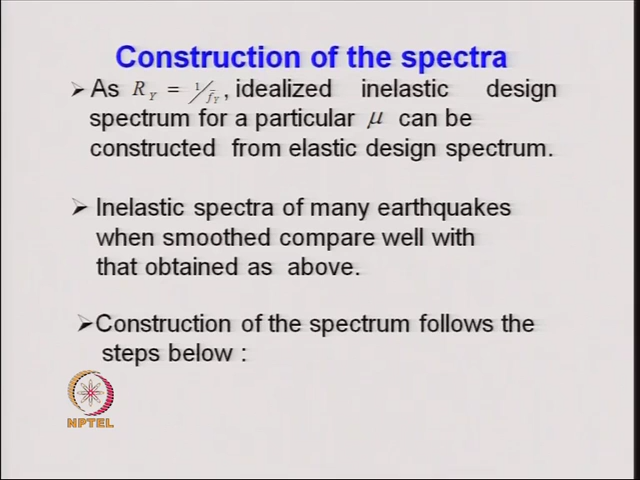 Construction of the spectra
➢ As R_Y = 1/f̄_Y, idealized inelastic design
spectrum for a particular μ can be
constructed from elastic design spectrum.
➢ Inelastic spectra of many earthquakes
when smoothed compare well with
that obtained as above.
➢ Construction of the spectrum follows the
steps below :
NPTEL